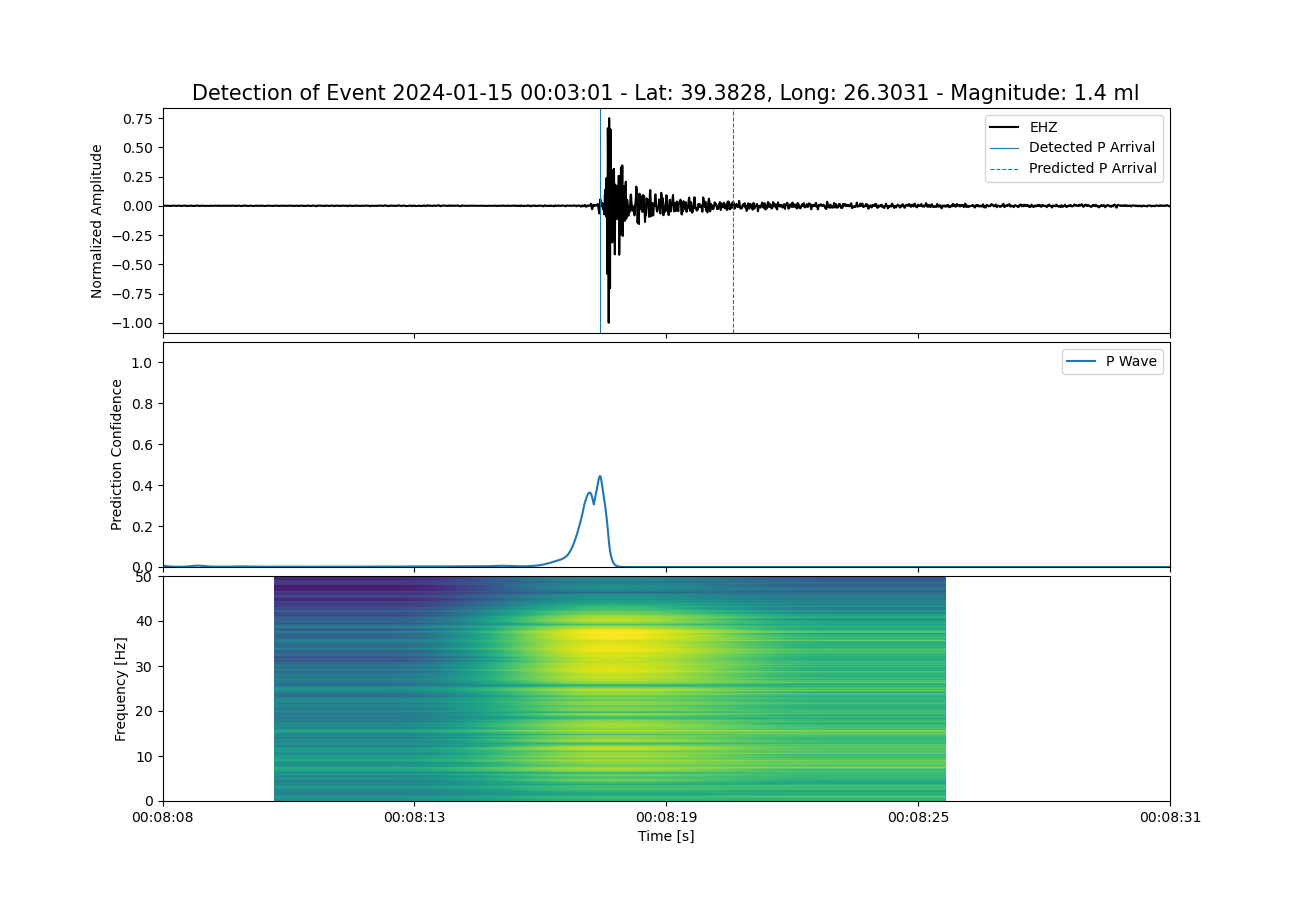 Detection of Event 2024-01-15 00:03:01 - Lat: 39.3828, Long: 26.3031 - Magnitude: 1.4 ml
Normalized Amplitude
0.75
0.50
0.25
0.00
−0.25
−0.50
−0.75
−1.00
EHZ
Detected P Arrival
Predicted P Arrival
Prediction Confidence
1.0
0.8
0.6
0.4
0.2
0.0
P Wave
Frequency [Hz]
50
40
30
20
10
0
00:08:08 00:08:13 00:08:19 00:08:25 00:08:31
Time [s]